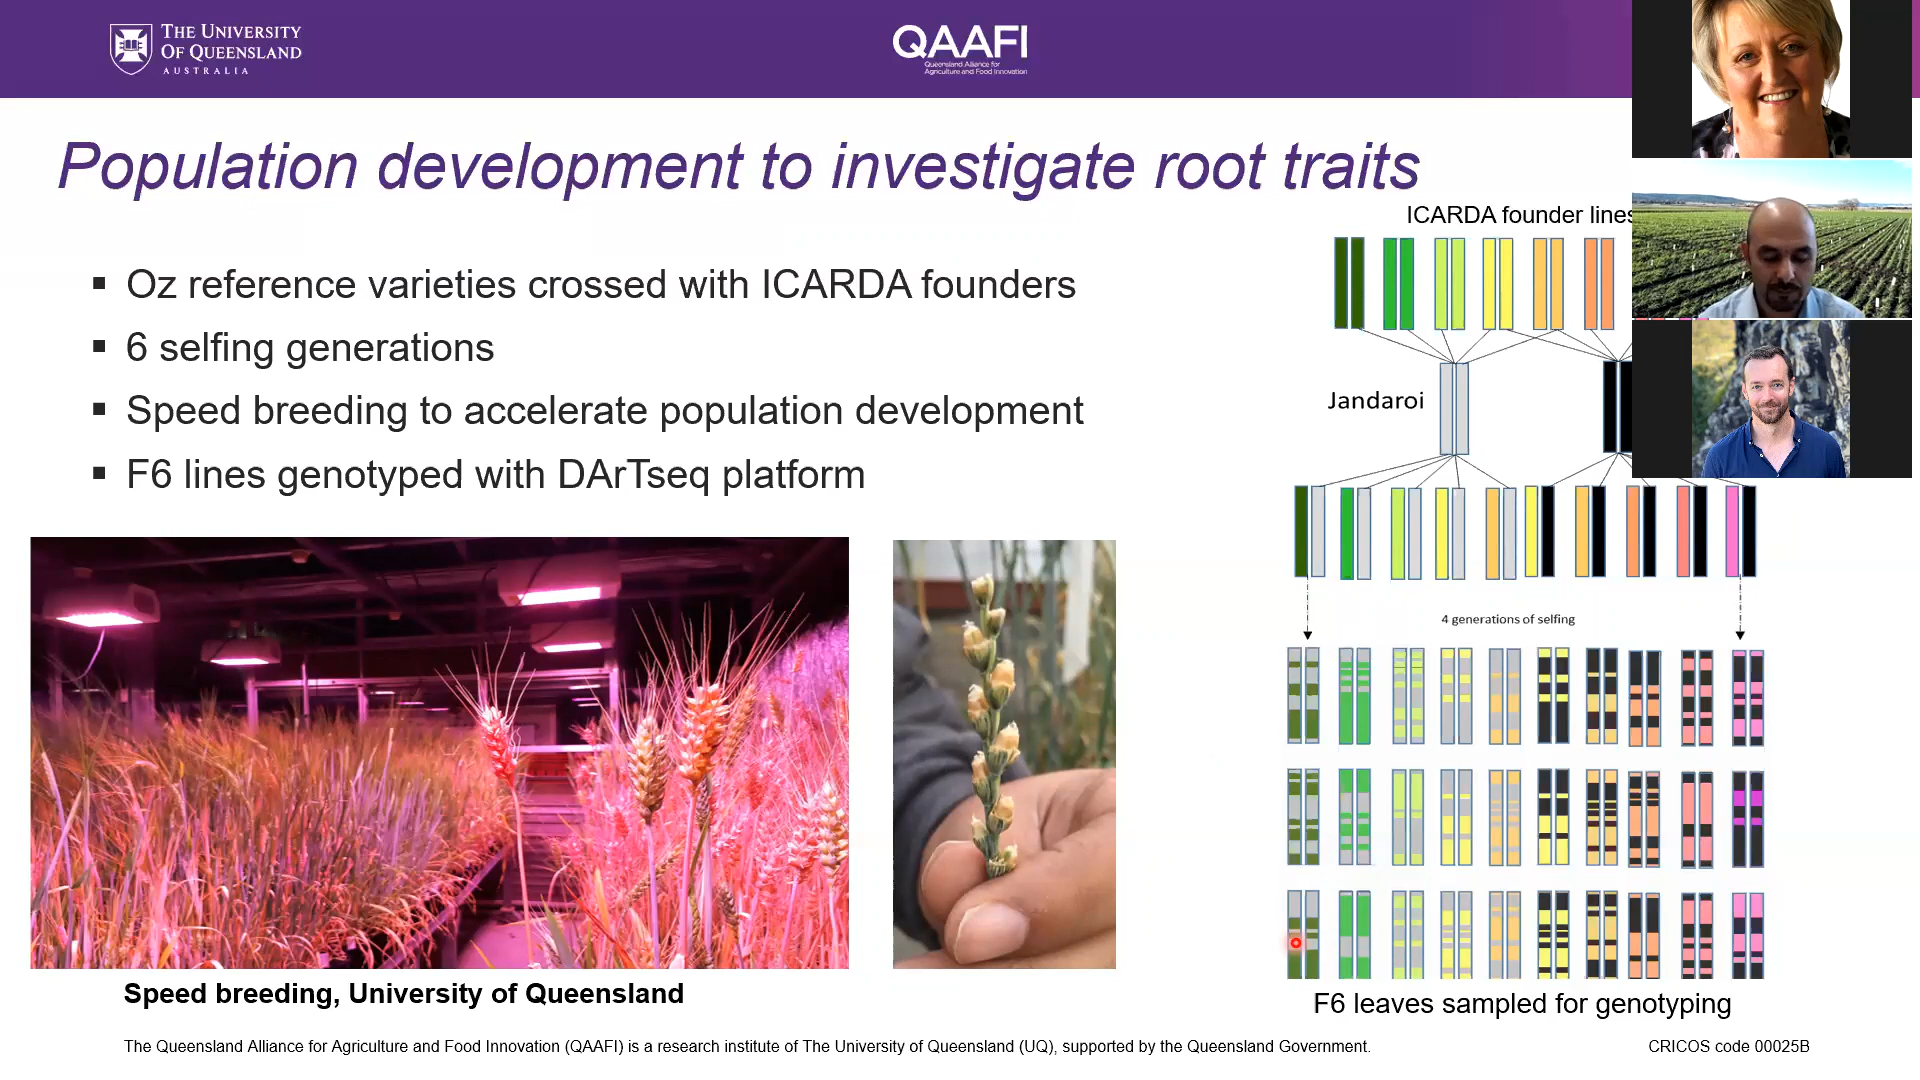 THE UNIVERSITY
OF QUEENSLAND
AUSTRALIA
QAAFI
Queensland Alliance for
Agriculture and Food Innovation
Population development to investigate root traits
ICARDA founder lines
▪ Oz reference varieties crossed with ICARDA founders
▪ 6 selfing generations
▪ Speed breeding to accelerate population development
▪ F6 lines genotyped with DArTseq platform
Jandaroi
4 generations of selfing
Speed breeding, University of Queensland
F6 leaves sampled for genotyping
The Queensland Alliance for Agriculture and Food Innovation (QAAFI) is a research institute of The University of Queensland (UQ), supported by the Queensland Government.
CRICOS code 00025B